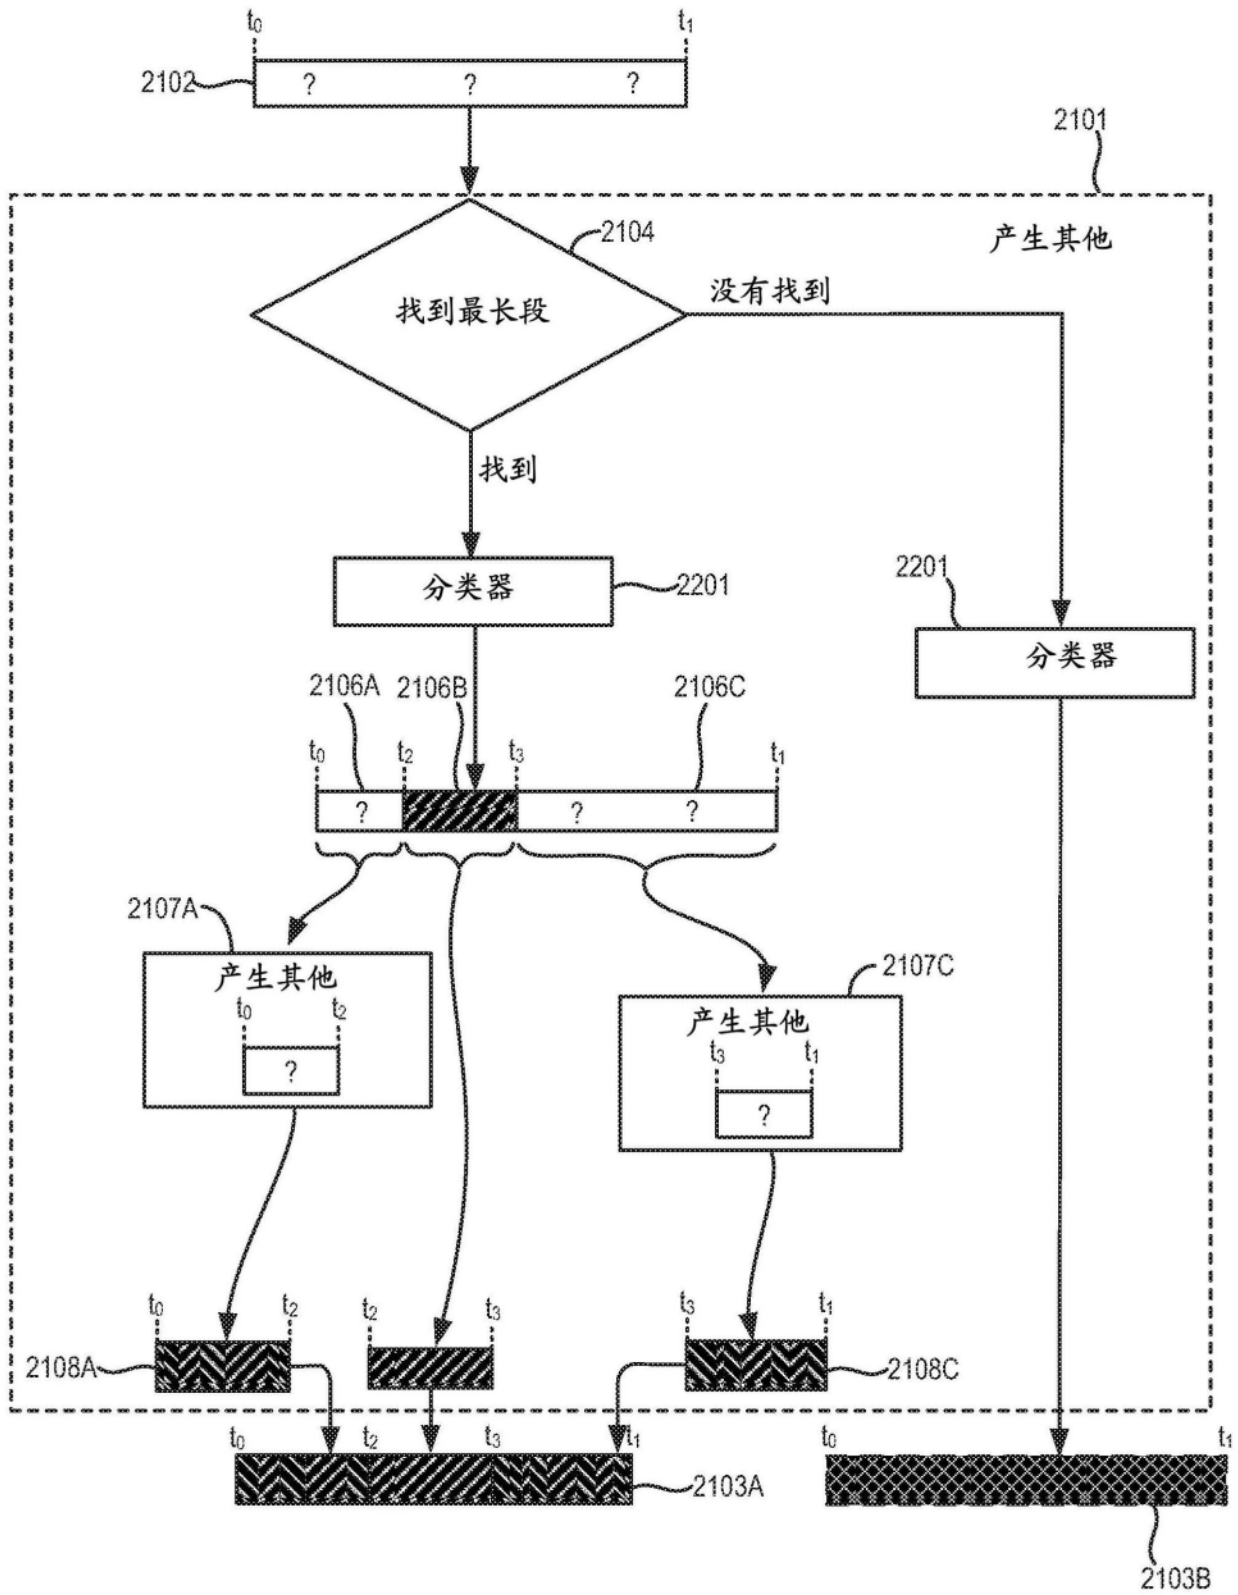 t₀ t₁
2102 ? ? ?
2101
产生其他
2104
找到最长段
没有找到
找到
分类器 2201
2201
分类器
2106A 2106B 2106C
t₀ t₂ t₃ t₁
? ? ?
2107A
产生其他
t₀ t₂
?
2107C
产生其他
t₃ t₁
?
t₀ t₂ t₂ t₃ t₃ t₁
2108A 2108C
t₀ t₂ t₃ t₁
2103A
t₀ t₁
2103B